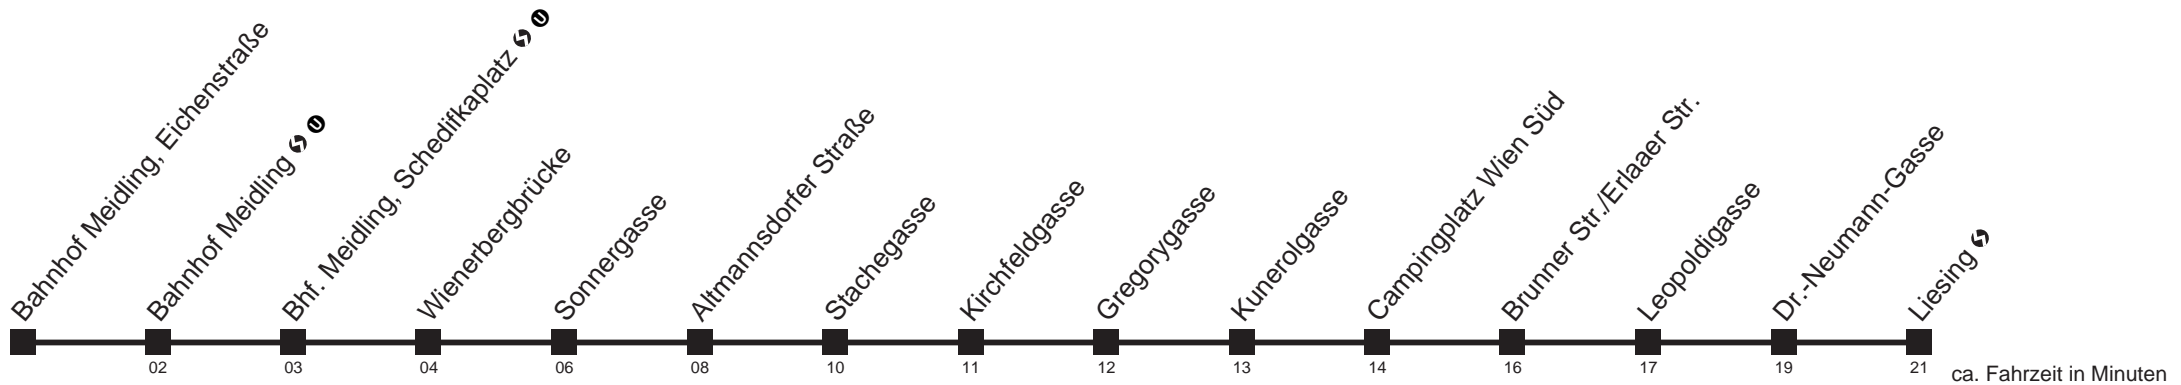 Bahnhof Meidling, Eichenstraße
Bahnhof Meidling
Bhf. Meidling, Schedifkaplatz
Wienerbergbrücke
Sonnergasse
Altmannsdorfer Straße
Stachegasse
Kirchfeldgasse
Gregorygasse
Kunerolgasse
Campingplatz Wien Süd
Brunner Str./Erlaaer Str.
Leopoldigasse
Dr.-Neumann-Gasse
Liesing
02 03 04 06 08 10 11 12 13 14 16 17 19 21 ca. Fahrzeit in Minuten